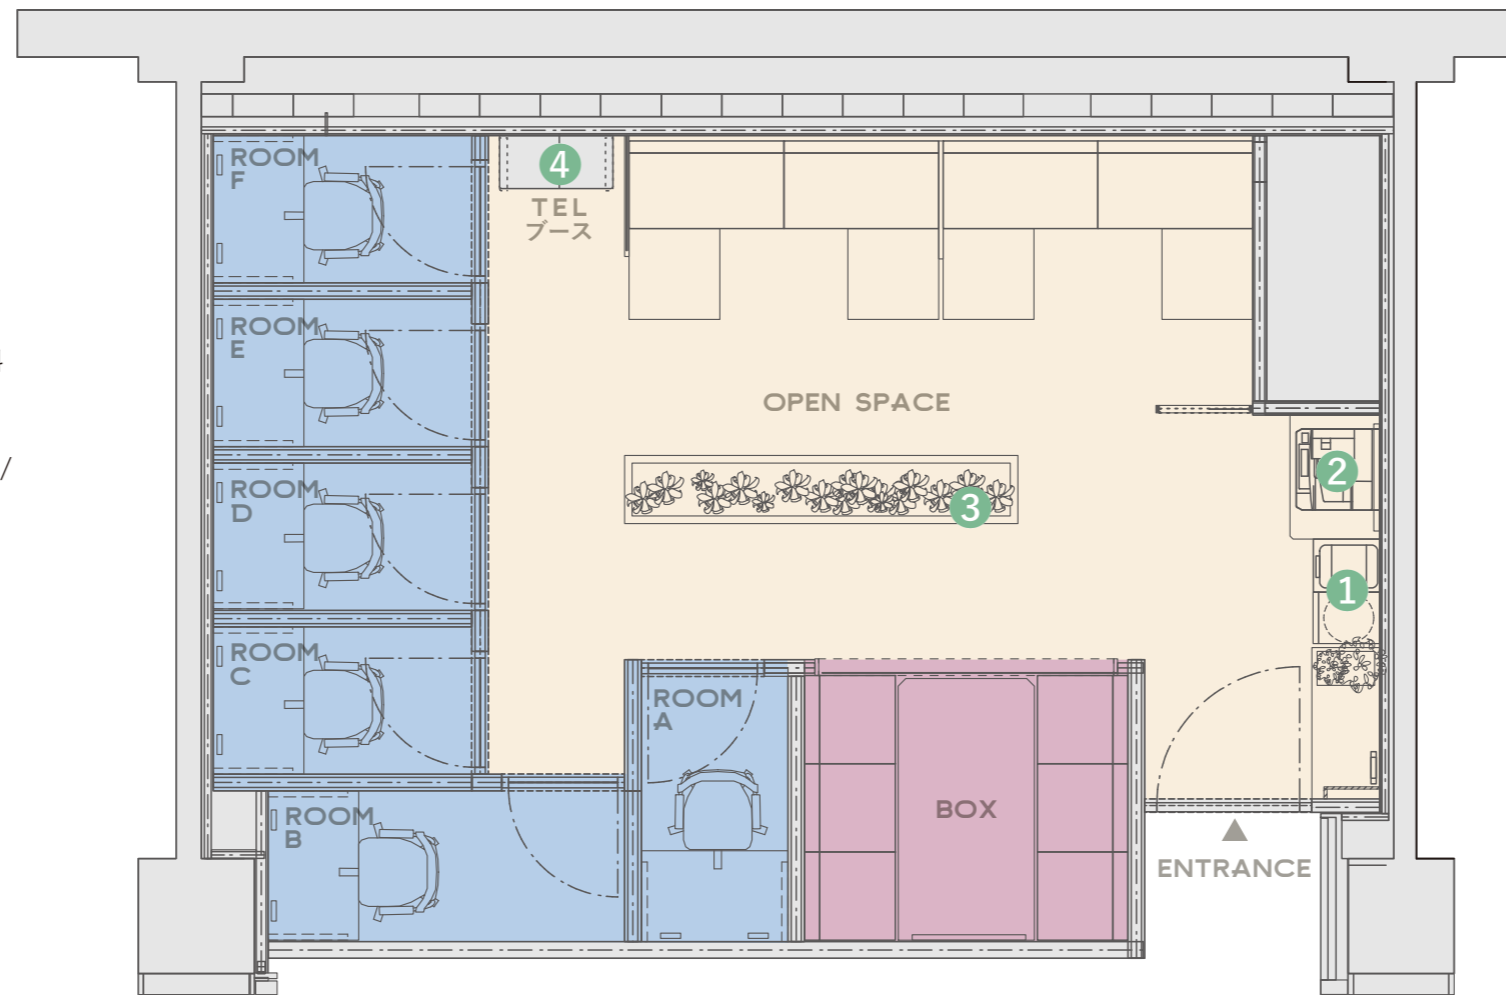 ROOM
F
4
TEL
ブース
ROOM
E
OPEN SPACE
/
ROOM
D
2
3
1
ROOM
C
ROOM
A
ROOM
B
BOX
ENTRANCE